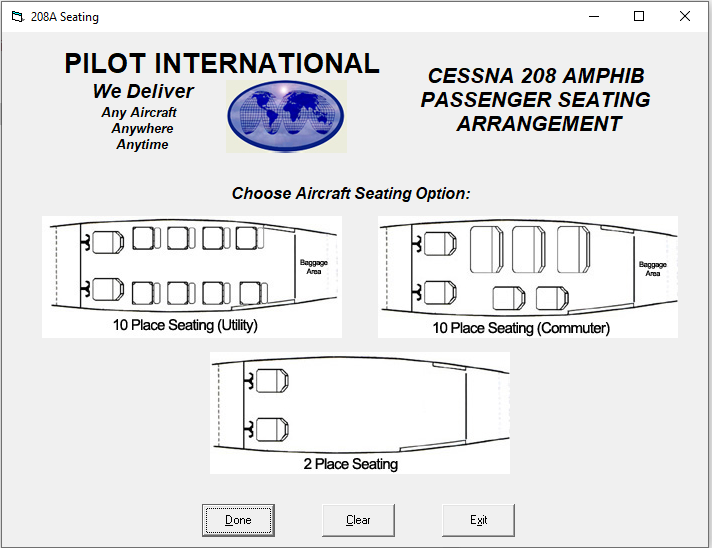 208A Seating
PILOT INTERNATIONAL
We Deliver
Any Aircraft
Anywhere
Anytime
CESSNA 208 AMPHIB
PASSENGER SEATING
ARRANGEMENT
Choose Aircraft Seating Option:
Baggage
Area
10 Place Seating (Utility)
Baggage
Area
10 Place Seating (Commuter)
2 Place Seating
Done
Clear
Exit